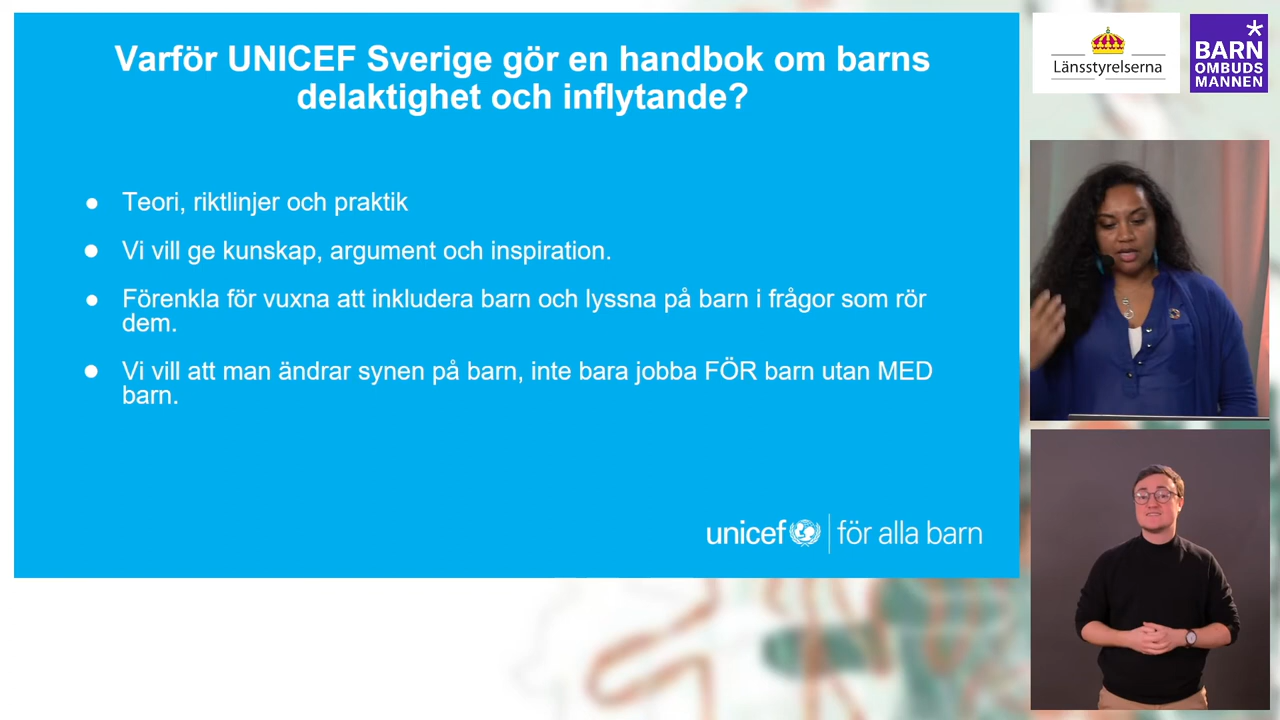 Varför UNICEF Sverige gör en handbok om barns
delaktighet och inflytande?
● Teori, riktlinjer och praktik
● Vi vill ge kunskap, argument och inspiration.
● Förenkla för vuxna att inkludera barn och lyssna på barn i frågor som rör
dem.
● Vi vill att man ändrar synen på barn, inte bara jobba FÖR barn utan MED
barn.
unicef | för alla barn
Länsstyrelserna
BARN
OMBUDS
MANNEN